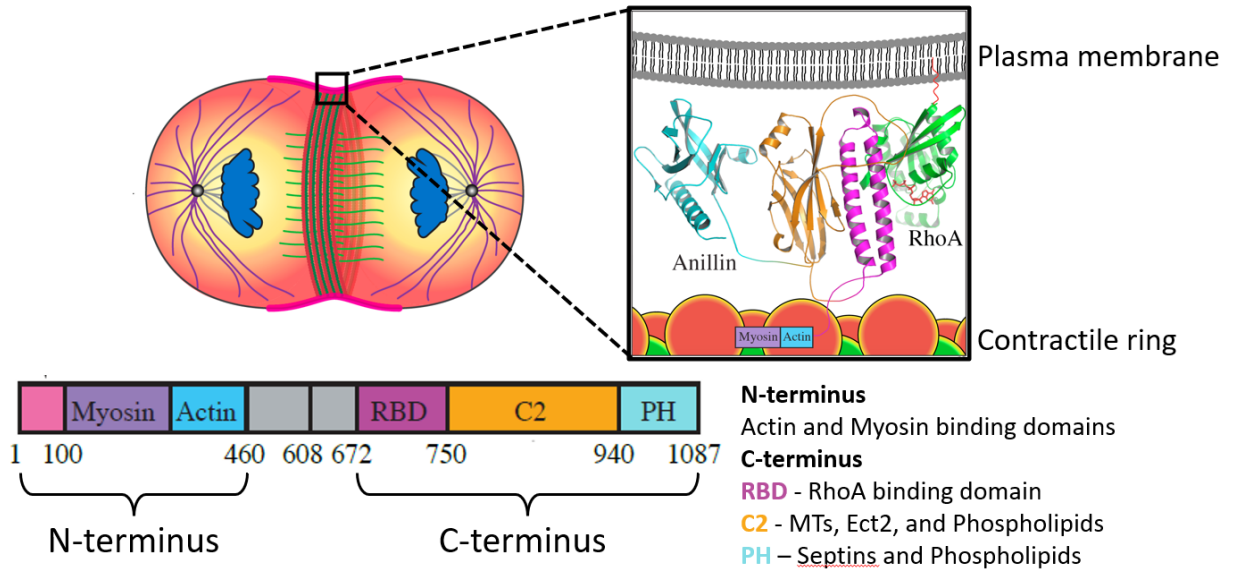 Plasma membrane
Anillin
RhoA
Myosin Actin
Contractile ring
Myosin Actin RBD C2 PH
1 100 460 608 672 750 940 1087
N-terminus C-terminus
N-terminus
Actin and Myosin binding domains
C-terminus
RBD - RhoA binding domain
C2 - MTs, Ect2, and Phospholipids
PH – Septins and Phospholipids